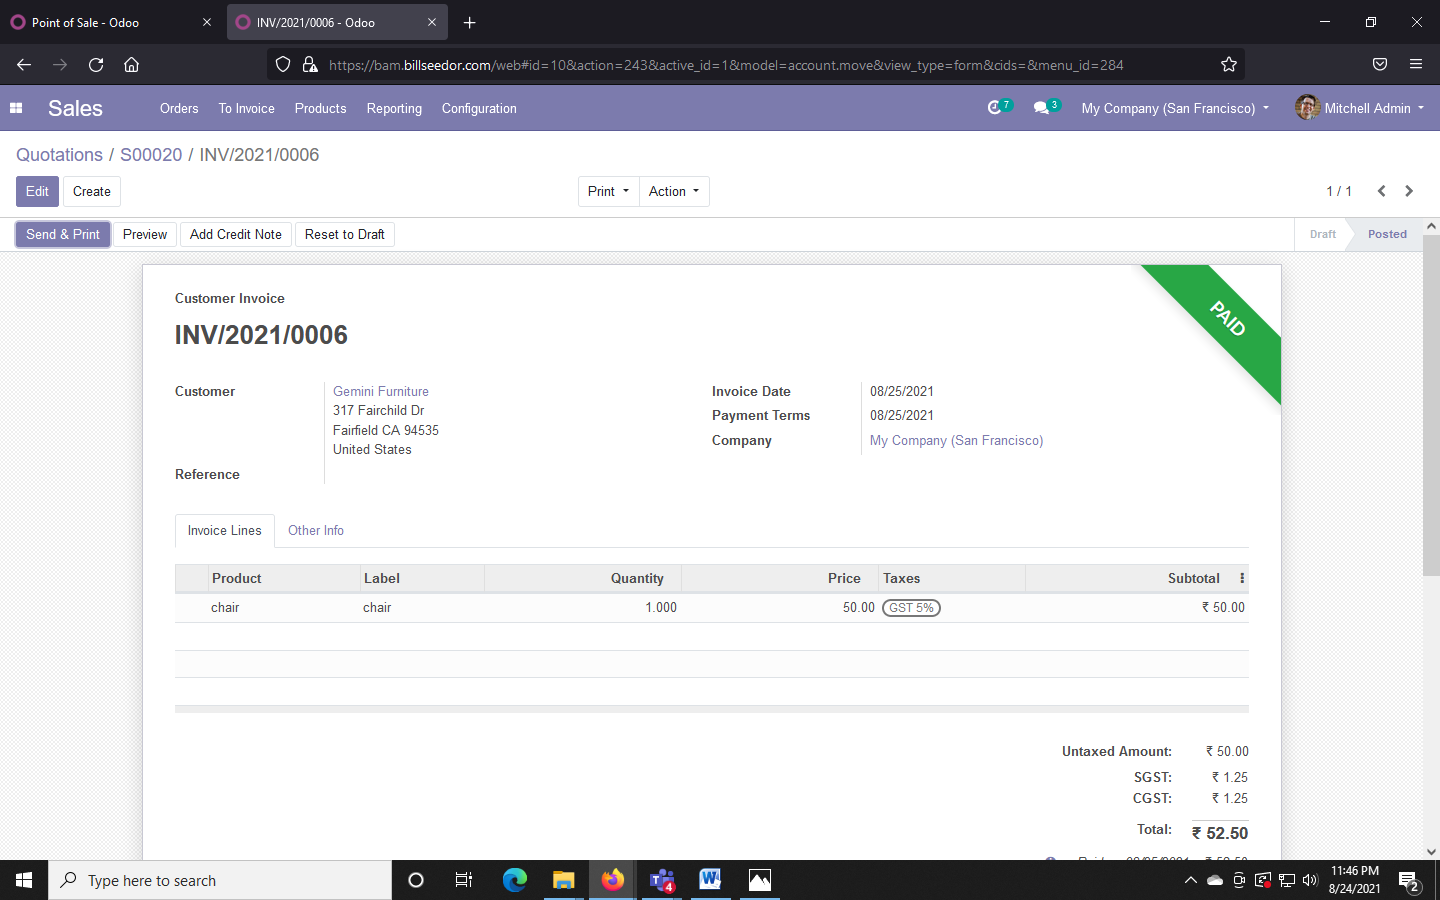 Point of Sale - Odoo
INV/2021/0006 - Odoo
https://bam.billseedor.com/web#id=10&action=243&active_id=1&model=account.move&view_type=form&cids=&menu_id=284
Sales Orders To Invoice Products Reporting Configuration 7 3 My Company (San Francisco) Mitchell Admin
Quotations / S00020 / INV/2021/0006
Edit Create Print Action 1 / 1
Send & Print Preview Add Credit Note Reset to Draft Draft Posted
PAID
Customer Invoice
INV/2021/0006
Customer Gemini Furniture
317 Fairchild Dr
Fairfield CA 94535
United States
Reference
Invoice Date 08/25/2021
Payment Terms 08/25/2021
Company My Company (San Francisco)
Invoice Lines Other Info
Product Label Quantity Price Taxes Subtotal
chair chair 1.000 50.00 GST 5% ₹ 50.00
Untaxed Amount: ₹ 50.00
SGST: ₹ 1.25
CGST: ₹ 1.25
Total: ₹ 52.50
Type here to search
4
11:46 PM
8/24/2021
2